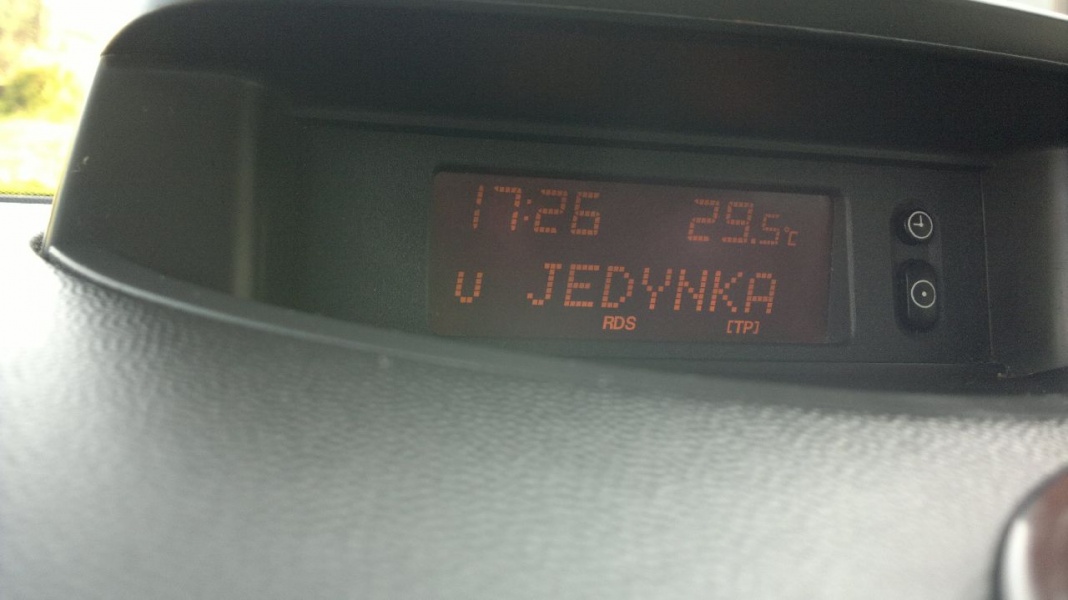 17:26 29.5°C
u JEDYNKA
RDS [TP]